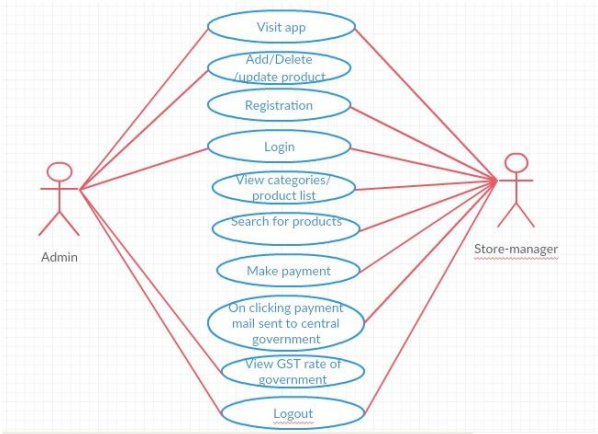 Visit app
Add/Delete
/update product
Registration
Login
View categories/
product list
Search for products
Make payment
On clicking payment
mail sent to central
government
View GST rate of
government
Logout
Admin
Store-manager